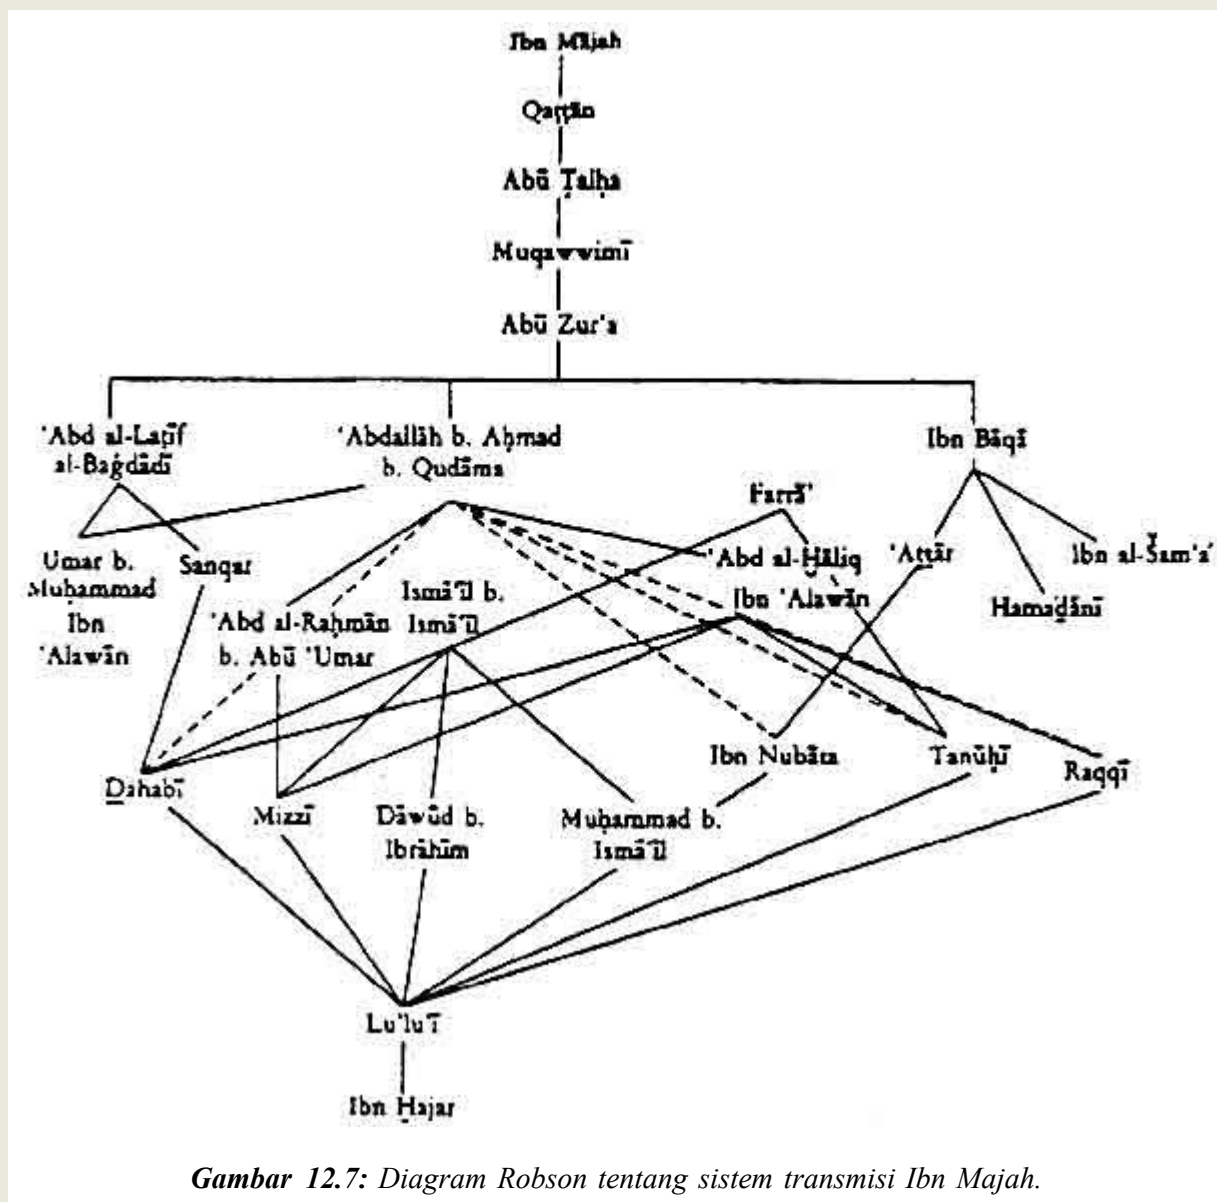 Ibn Mājah
Qaṭṭān
Abū Ṭalḥa
Muqawwimī
Abū Zur'a
'Abd al-Laṭīf
al-Baġdādī
'Abdallāh b. Aḥmad
b. Qudāma
Ibn Bāqā
Farrā'
Umar b.
Muḥammad
Ibn
'Alawān
Sanqar
'Abd al-Raḥmān
b. Abū 'Umar
Ismā'īl b.
Ismā'īl
'Abd al-Ḫāliq
Ibn 'Alawān
'Aṭṭār
Hamaḏānī
Ibn al-Šam'a'
Ḏahabī
Mizzī
Dāwūd b.
Ibrāhīm
Muḥammad b.
Ismā'īl
Ibn Nubāta
Tanūḫī
Raqqī
Lu'lu'ī
Ibn Ḥajar
Gambar 12.7: Diagram Robson tentang sistem transmisi Ibn Majah.